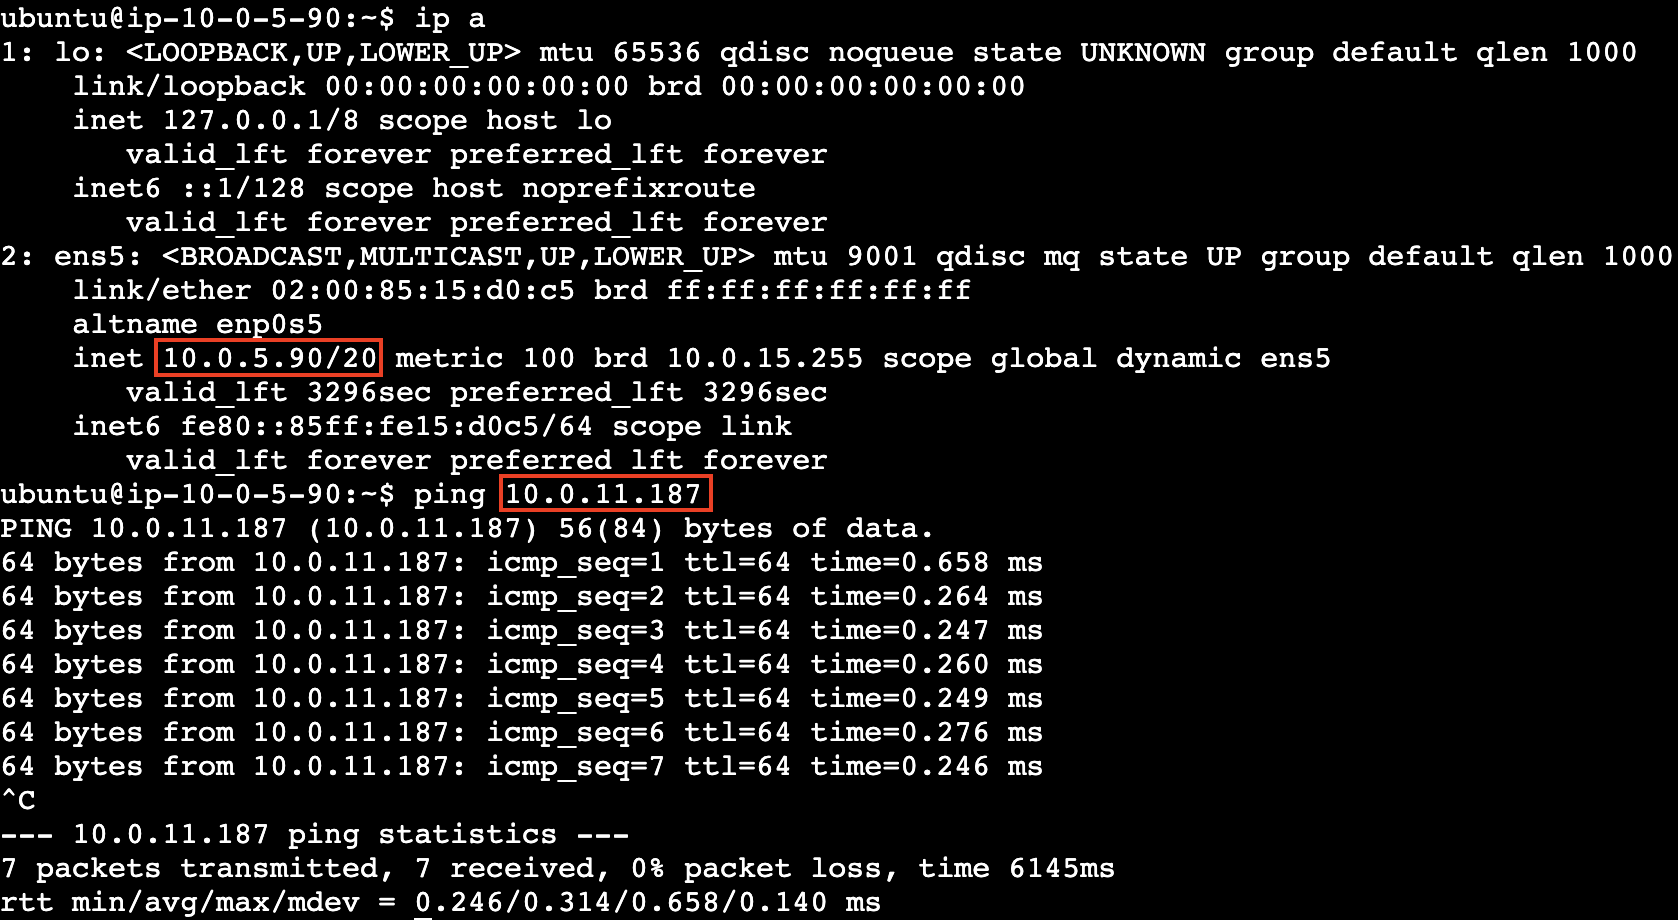 ubuntu@ip-10-0-5-90:~$ ip a
1: lo: <LOOPBACK,UP,LOWER_UP> mtu 65536 qdisc noqueue state UNKNOWN group default qlen 1000
    link/loopback 00:00:00:00:00:00 brd 00:00:00:00:00:00
    inet 127.0.0.1/8 scope host lo
       valid_lft forever preferred_lft forever
    inet6 ::1/128 scope host noprefixroute
       valid_lft forever preferred_lft forever
2: ens5: <BROADCAST,MULTICAST,UP,LOWER_UP> mtu 9001 qdisc mq state UP group default qlen 1000
    link/ether 02:00:85:15:d0:c5 brd ff:ff:ff:ff:ff:ff
    altname enp0s5
    inet 10.0.5.90/20 metric 100 brd 10.0.15.255 scope global dynamic ens5
       valid_lft 3296sec preferred_lft 3296sec
    inet6 fe80::85ff:fe15:d0c5/64 scope link
       valid_lft forever preferred_lft forever
ubuntu@ip-10-0-5-90:~$ ping 10.0.11.187
PING 10.0.11.187 (10.0.11.187) 56(84) bytes of data.
64 bytes from 10.0.11.187: icmp_seq=1 ttl=64 time=0.658 ms
64 bytes from 10.0.11.187: icmp_seq=2 ttl=64 time=0.264 ms
64 bytes from 10.0.11.187: icmp_seq=3 ttl=64 time=0.247 ms
64 bytes from 10.0.11.187: icmp_seq=4 ttl=64 time=0.260 ms
64 bytes from 10.0.11.187: icmp_seq=5 ttl=64 time=0.249 ms
64 bytes from 10.0.11.187: icmp_seq=6 ttl=64 time=0.276 ms
64 bytes from 10.0.11.187: icmp_seq=7 ttl=64 time=0.246 ms
^C
--- 10.0.11.187 ping statistics ---
7 packets transmitted, 7 received, 0% packet loss, time 6145ms
rtt min/avg/max/mdev = 0.246/0.314/0.658/0.140 ms